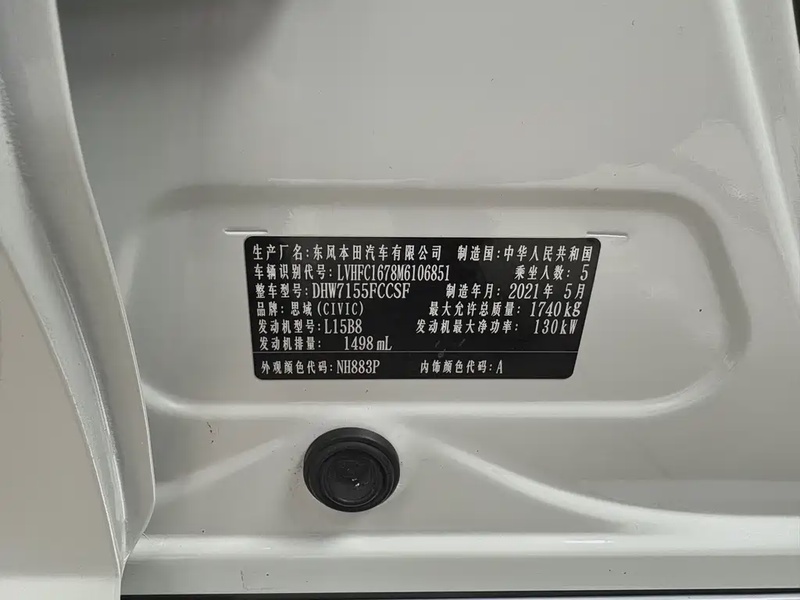 生产厂名:东风本田汽车有限公司 制造国:中华人民共和国
车辆识别代号:LVHFC1678M6106851 乘坐人数:5
整车型号:DHW7155FCCSF 制造年月:2021年5月
品牌:思域(CIVIC) 最大允许总质量:1740kg
发动机型号:L15B8 发动机最大净功率:130kW
发动机排量: 1498mL
外观颜色代码:NH883P 内饰颜色代码:A